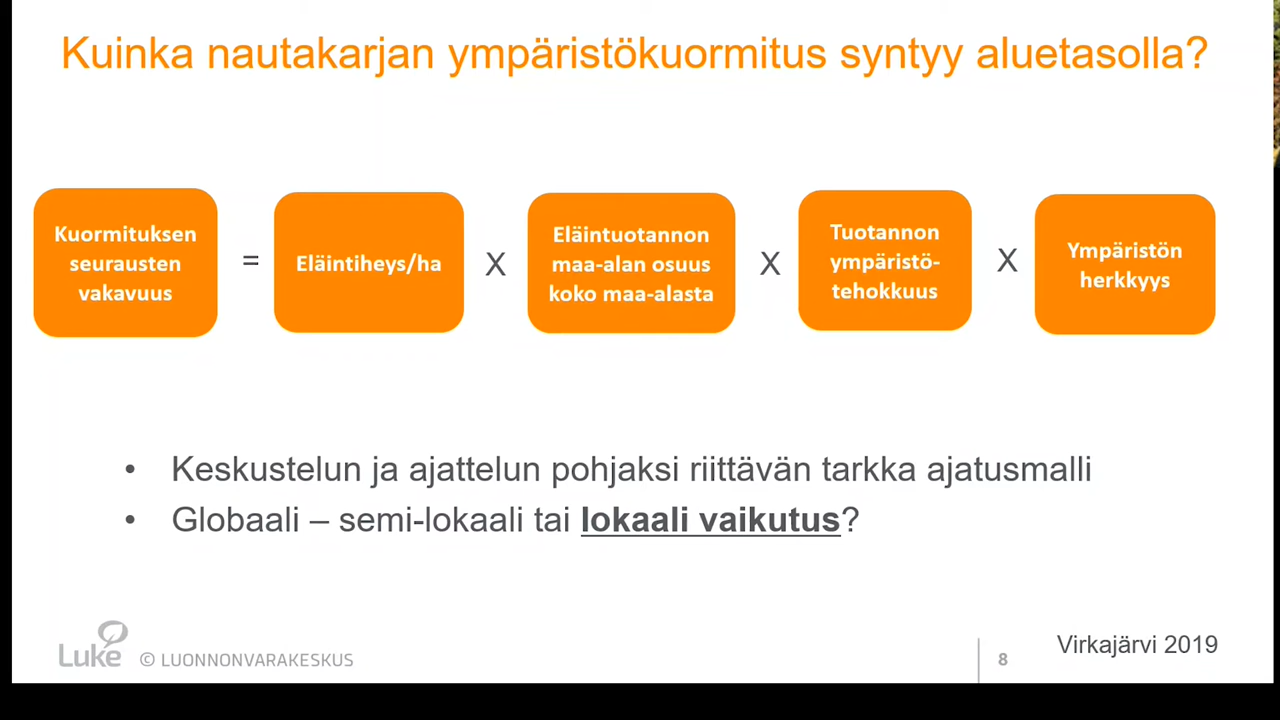 Kuinka nautakarjan ympäristökuormitus syntyy aluetasolla?
Kuormituksen
seurausten
vakavuus
=
Eläintiheys/ha
X
Eläintuotannon
maa-alan osuus
koko maa-alasta
X
Tuotannon
ympäristö-
tehokkuus
X
Ympäristön
herkkyys
• Keskustelun ja ajattelun pohjaksi riittävän tarkka ajatusmalli
• Globaali – semi-lokaali tai lokaali vaikutus?
Luke © LUONNONVARAKESKUS
8
Virkajärvi 2019